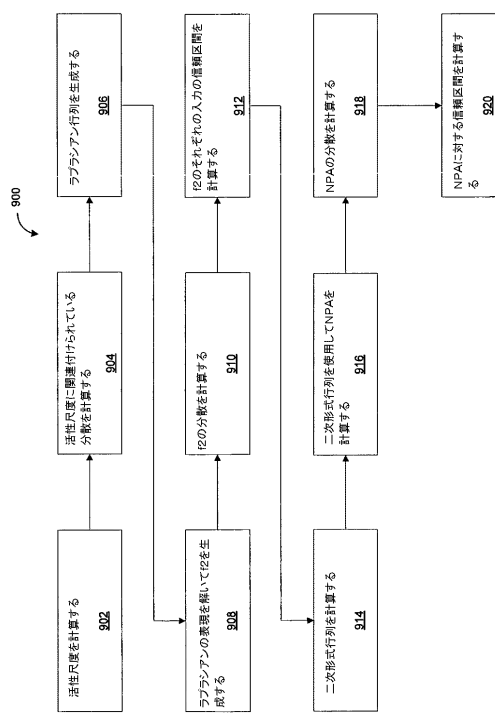 900
活性尺度を計算する
902
活性尺度に関連付けられている
分散を計算する
904
ラプラシアン行列を生成する
906
ラプラシアンの表現を解いてf2を生
成する
908
f2の分散を計算する
910
f2のそれぞれの入力の信頼区間を
計算する
912
二次形式行列を計算する
914
二次形式行列を使用してNPAを
計算する
916
NPAの分散を計算する
918
NPAに対する信頼区間を計算す
る
920